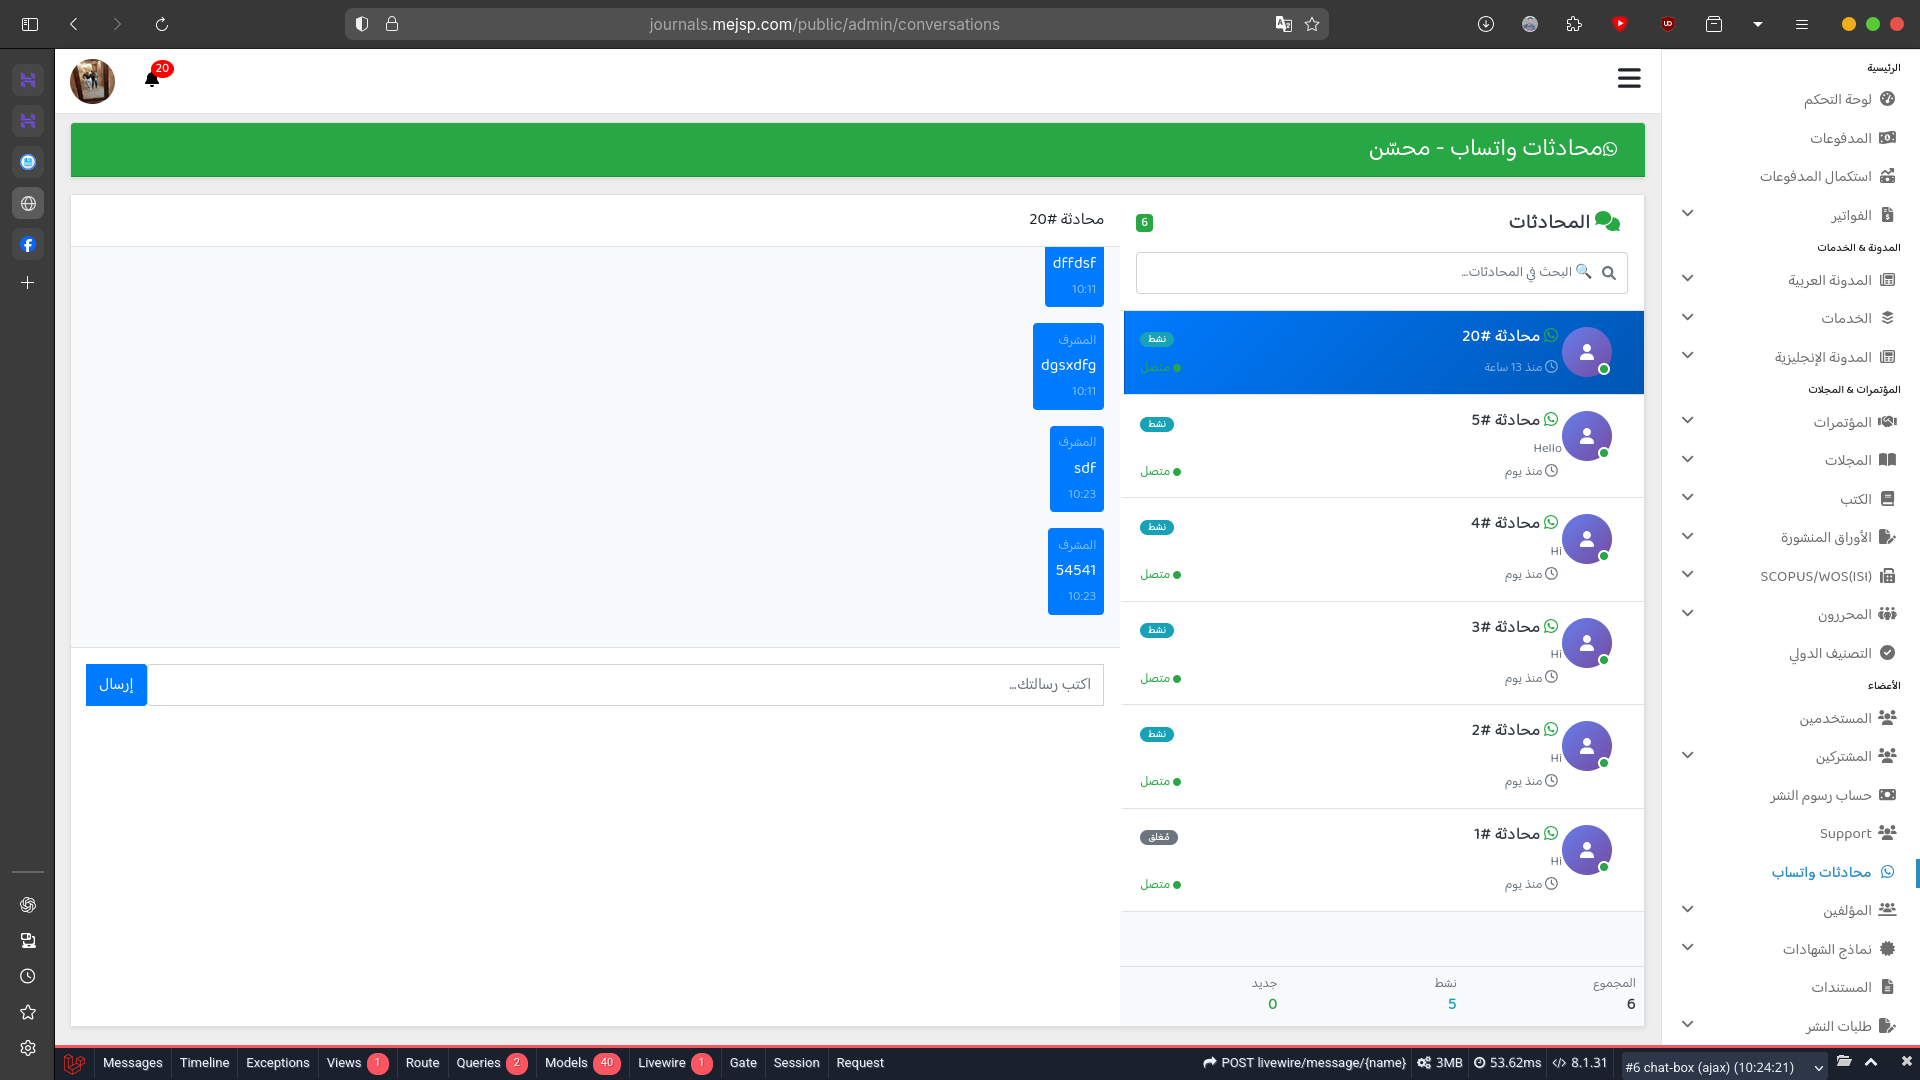 journals.mejsp.com/public/admin/conversations
20
الرئيسية
لوحة التحكم
المدفوعات
استكمال المدفوعات
الفواتير
المدونة & الخدمات
المدونة العربية
الخدمات
المدونة الإنجليزية
المؤتمرات & المجلات
المؤتمرات
المجلات
الكتب
الأوراق المنشورة
SCOPUS/WOS(ISI)
المحررون
التصنيف الدولي
الأعضاء
المستخدمين
المشتركين
حساب رسوم النشر
Support
محادثات واتساب
المؤلفين
نماذج الشهادات
المستندات
طلبات النشر
محادثات واتساب - محسّن
المحادثات
6
🔍 البحث في المحادثات...
محادثة #20
نشط
منذ 13 ساعة
متصل
محادثة #5
نشط
Hello
منذ يوم
متصل
محادثة #4
نشط
Hi
منذ يوم
متصل
محادثة #3
نشط
Hi
منذ يوم
متصل
محادثة #2
نشط
Hi
منذ يوم
متصل
محادثة #1
مُغلق
Hi
منذ يوم
متصل
المجموع
6
نشط
5
جديد
0
محادثة #20
dffdsf
10:11
المشرف
dgsxdfg
10:11
المشرف
sdf
10:23
المشرف
54541
10:23
اكتب رسالتك...
إرسال
Messages Timeline Exceptions Views 1 Route Queries 2 Models 40 Livewire 1 Gate Session Request POST livewire/message/{name} 3MB 53.62ms 8.1.31 #6 chat-box (ajax) (10:24:21)